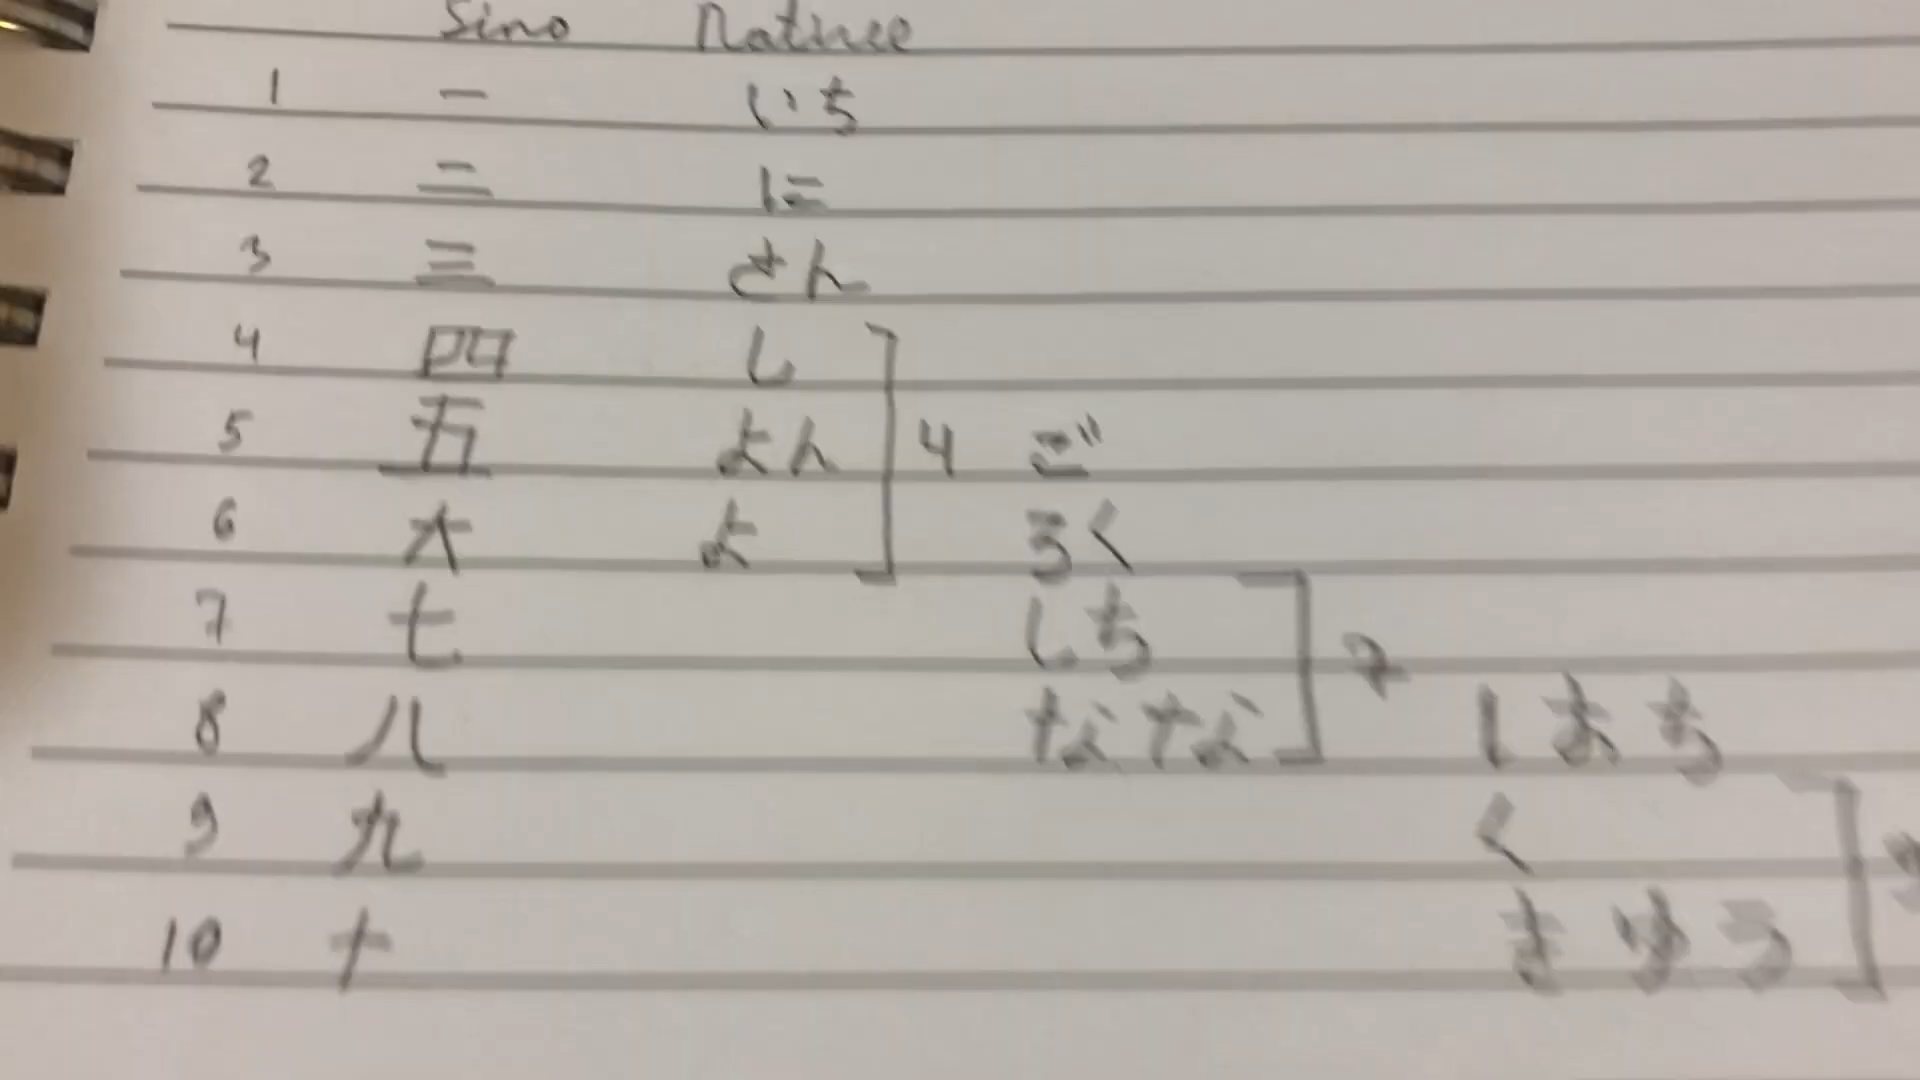 Sino Native
1 一 いち
2 二 に
3 三 さん
4 四 し
5 五 よん 4 ご
6 六 よ ろく
7 七 しち 7
8 八 なな はち
9 九 く
10 十 きゆう